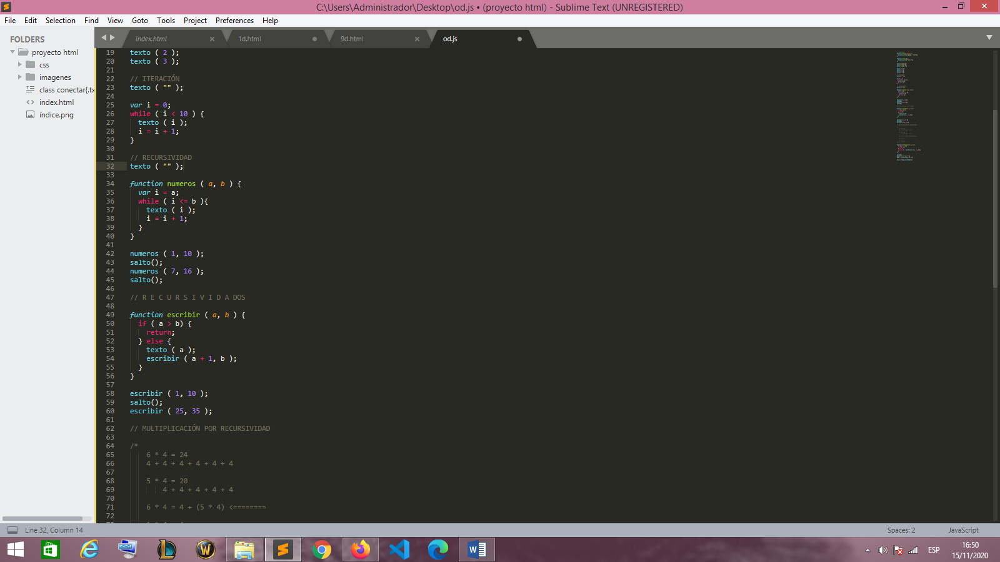 C:\Users\Administrador\Desktop\od.js • (proyecto html) - Sublime Text (UNREGISTERED)
File Edit Selection Find View Goto Tools Project Preferences Help
FOLDERS
proyecto html
css
imagenes
class conectar{.tx
index.html
índice.png
index.html 1d.html 9d.html od.js
19 texto ( 2 );
20 texto ( 3 );
21
22 // ITERACIÓN
23 texto ( "" );
24
25 var i = 0;
26 while ( i < 10 ) {
27 texto ( i );
28 i = i + 1;
29 }
30
31 // RECURSIVIDAD
32 texto ( "" );
33
34 function numeros ( a, b ) {
35 var i = a;
36 while ( i <= b ){
37 texto ( i );
38 i = i + 1;
39 }
40 }
41
42 numeros ( 1, 10 );
43 salto();
44 numeros ( 7, 16 );
45 salto();
46
47 // R E C U R S I V I D A DOS
48
49 function escribir ( a, b ) {
50 if ( a > b) {
51 return;
52 } else {
53 texto ( a );
54 escribir ( a + 1, b );
55 }
56 }
57
58 escribir ( 1, 10 );
59 salto();
60 escribir ( 25, 35 );
61
62 // MULTIPLICACIÓN POR RECURSIVIDAD
63
64 /*
65 6 * 4 = 24
66 4 + 4 + 4 + 4 + 4 + 4
67
68 5 * 4 = 20
69 4 + 4 + 4 + 4 + 4
70
71 6 * 4 = 4 + (5 * 4) <========
72
Line 32, Column 14 Spaces: 2 JavaScript
ESP
16:50
15/11/2020